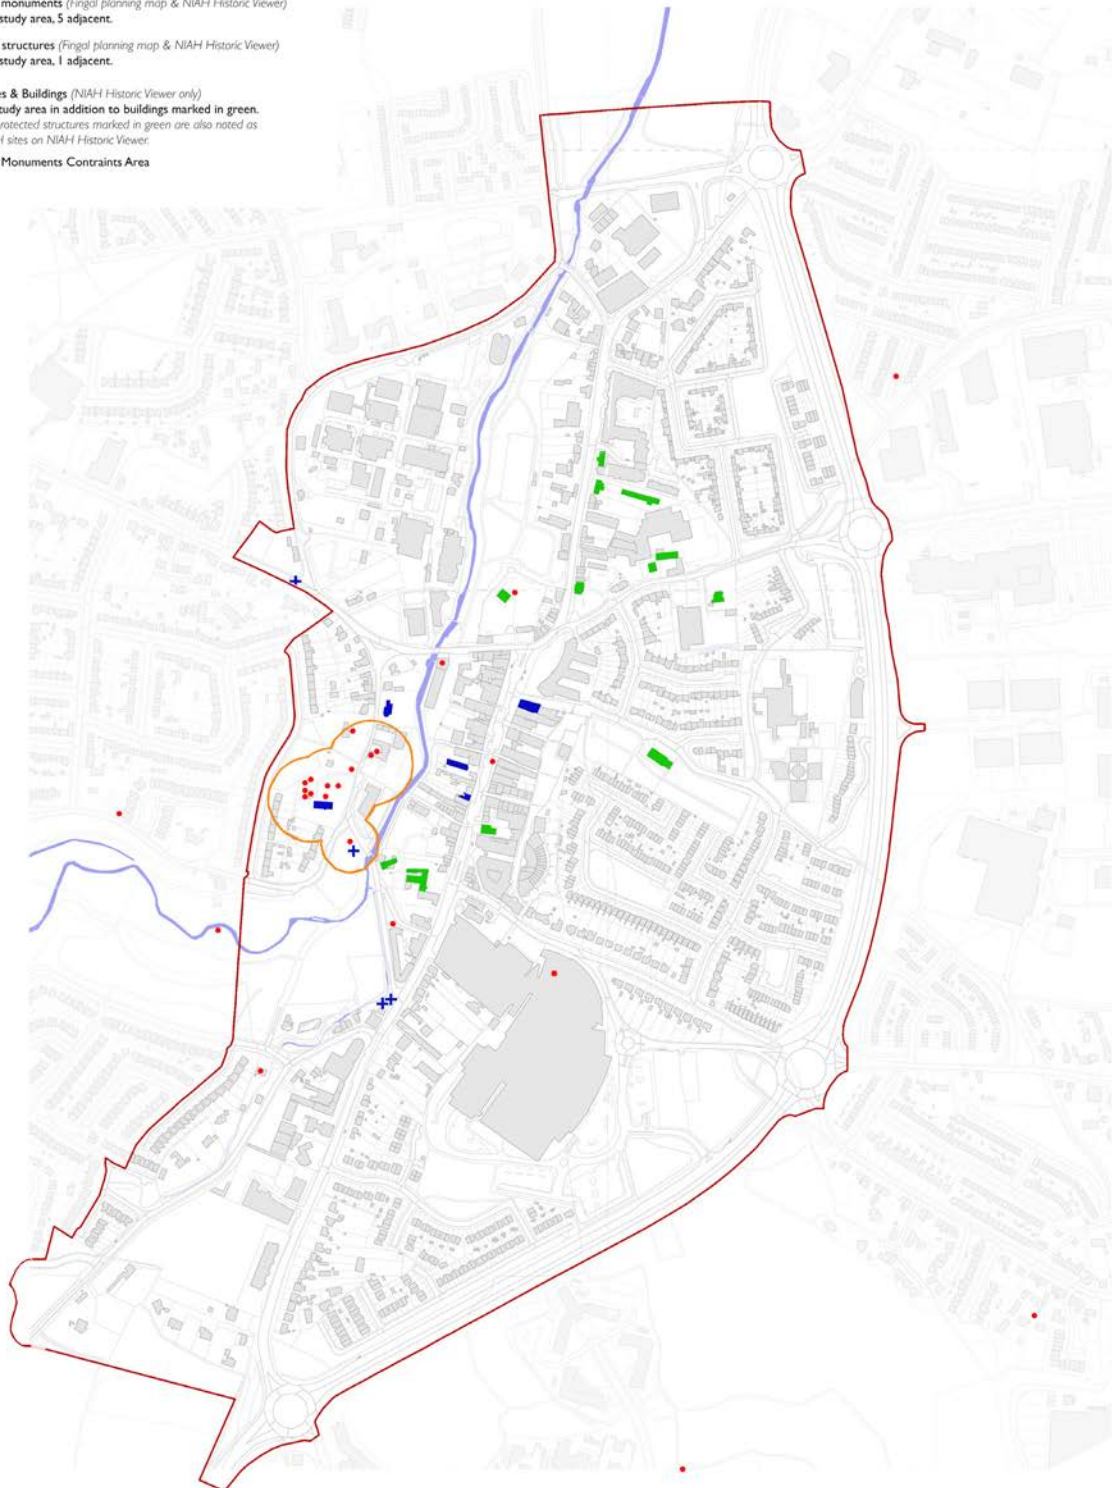 monuments (Fingal planning map & NIAH Historic Viewer)
study area, 5 adjacent.
structures (Fingal planning map & NIAH Historic Viewer)
study area, 1 adjacent.
& Buildings (NIAH Historic Viewer only)
study area in addition to buildings marked in green.
protected structures marked in green are also noted as
sites on NIAH Historic Viewer.
Monuments Contraints Area